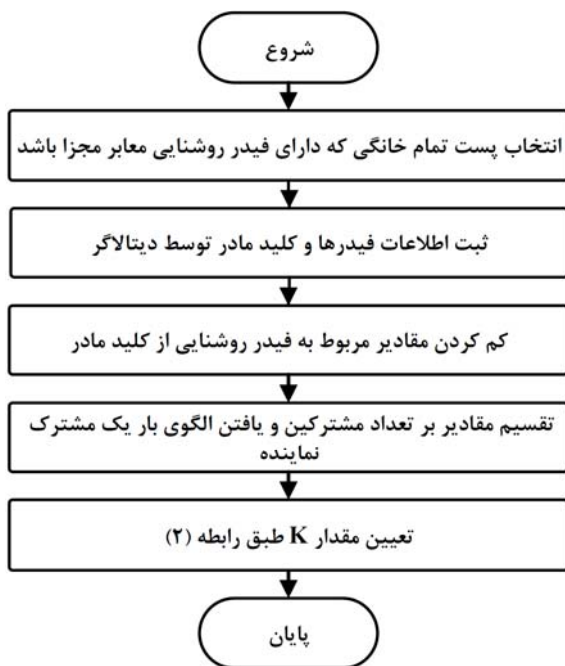 شروع
انتخاب پست تمام خانگی که دارای فیدر روشنایی معابر مجزا باشد
ثبت اطلاعات فیدرها و کلید مادر توسط دیتالاگر
کم کردن مقادیر مربوط به فیدر روشنایی از کلید مادر
تقسیم مقادیر بر تعداد مشترکین و یافتن الگوی بار یک مشترک
نماینده
تعیین مقدار K طبق رابطه (۲)
پایان